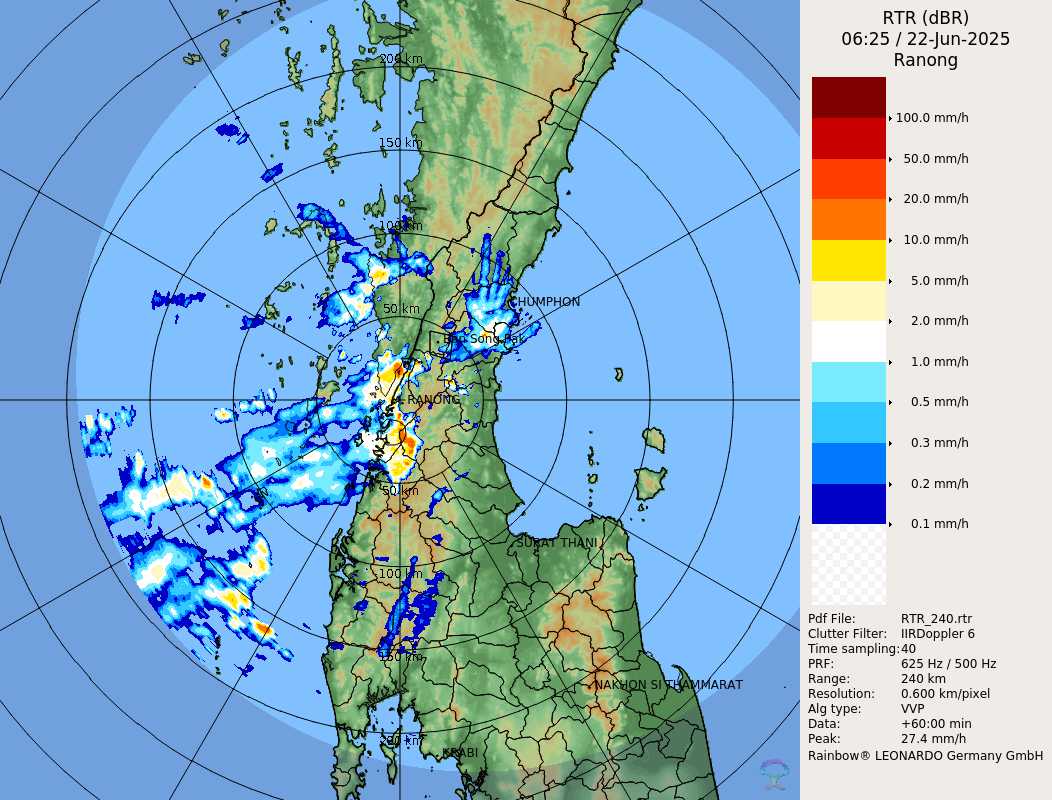 RTR (dBR)
06:25 / 22-Jun-2025
Ranong
100.0 mm/h
50.0 mm/h
20.0 mm/h
10.0 mm/h
5.0 mm/h
2.0 mm/h
1.0 mm/h
0.5 mm/h
0.3 mm/h
0.2 mm/h
0.1 mm/h
Pdf File: RTR_240.rtr
Clutter Filter: IIRDoppler 6
Time sampling:40
PRF: 625 Hz / 500 Hz
Range: 240 km
Resolution: 0.600 km/pixel
Alg type: VVP
Data: +60:00 min
Peak: 27.4 mm/h
Rainbow® LEONARDO Germany GmbH
200 km
150 km
100 km
50 km
CHUMPHON
Ban Song Pak
RANONG
50 km
SURAT THANI
100 km
150 km
NAKHON SI THAMMARAT
200 km
KRABI